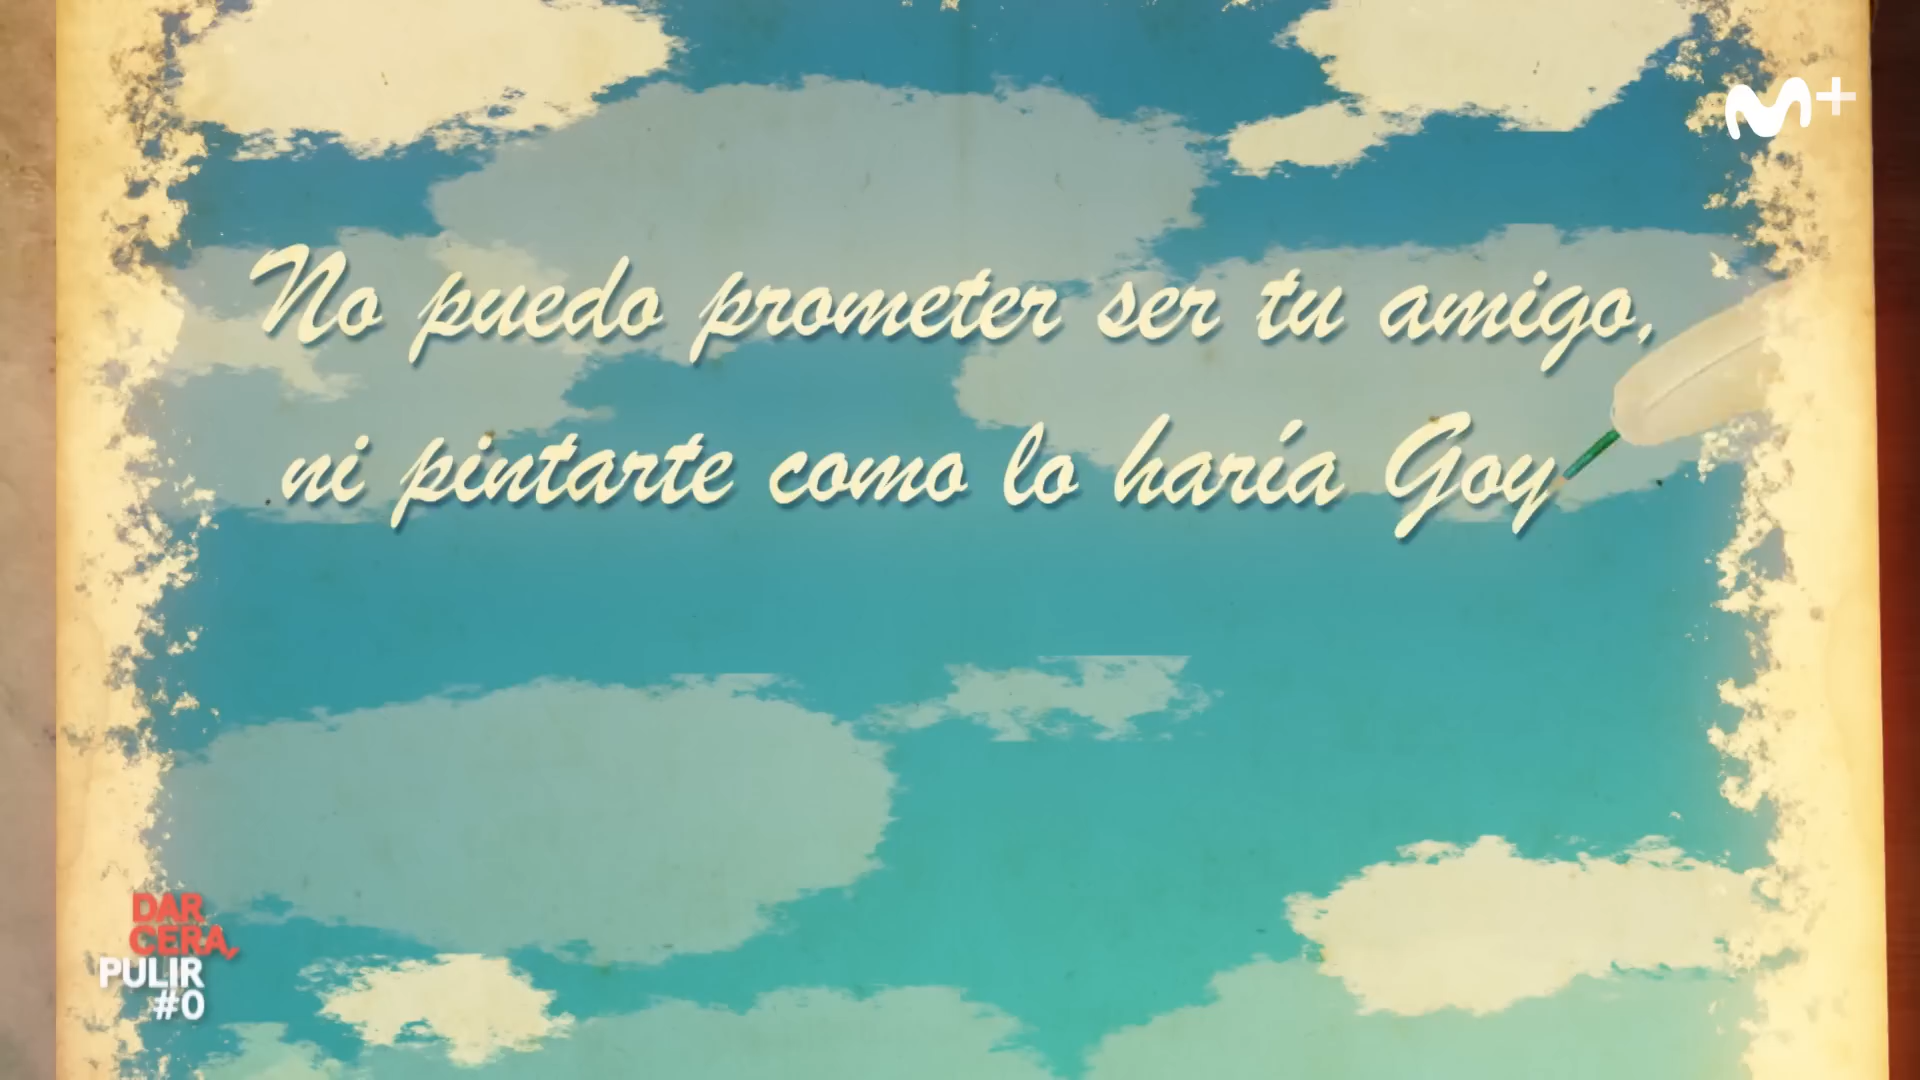 No puedo prometer ser tu amigo,
ni pintarte como lo haría Goy
M+
DAR
CERA,
PULIR
#0